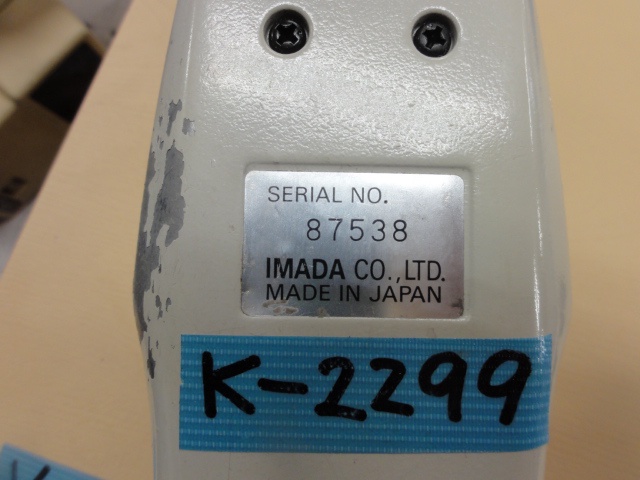 SERIAL NO.
87538
IMADA CO.,LTD.
MADE IN JAPAN
K-2299